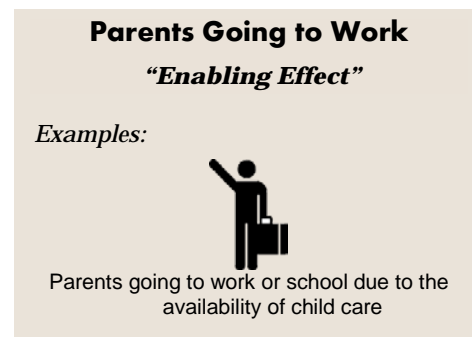 Parents Going to Work
“Enabling Effect”
Examples:
Parents going to work or school due to the
availability of child care